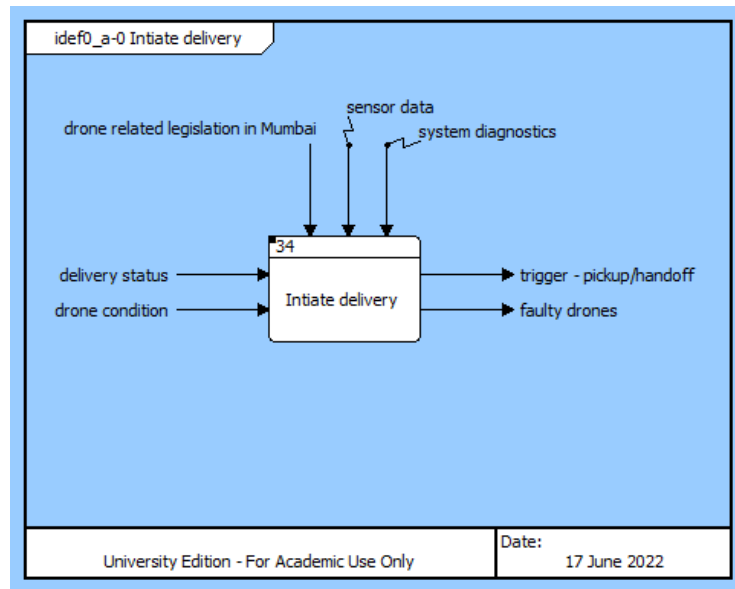 idef0_a-0 Intiate delivery
sensor data
drone related legislation in Mumbai
system diagnostics
34
delivery status
trigger - pickup/handoff
Intiate delivery
drone condition
faulty drones
Date:
University Edition - For Academic Use Only
17 June 2022